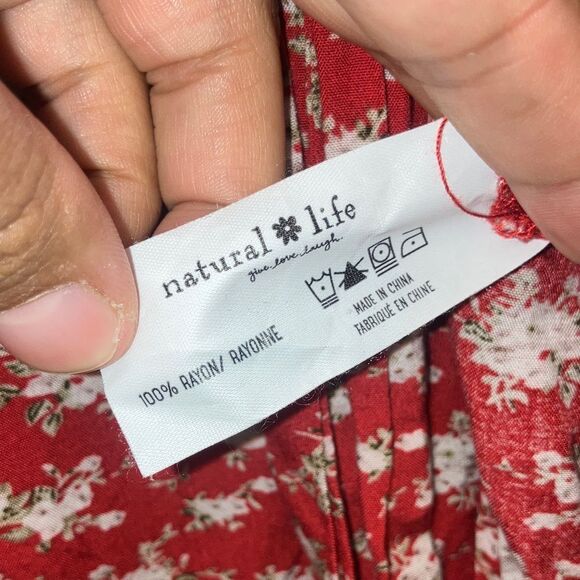 natural life
give.love.laugh.
100% RAYON/ RAYONNE
MADE IN CHINA
FABRIQUÉ EN CHINE